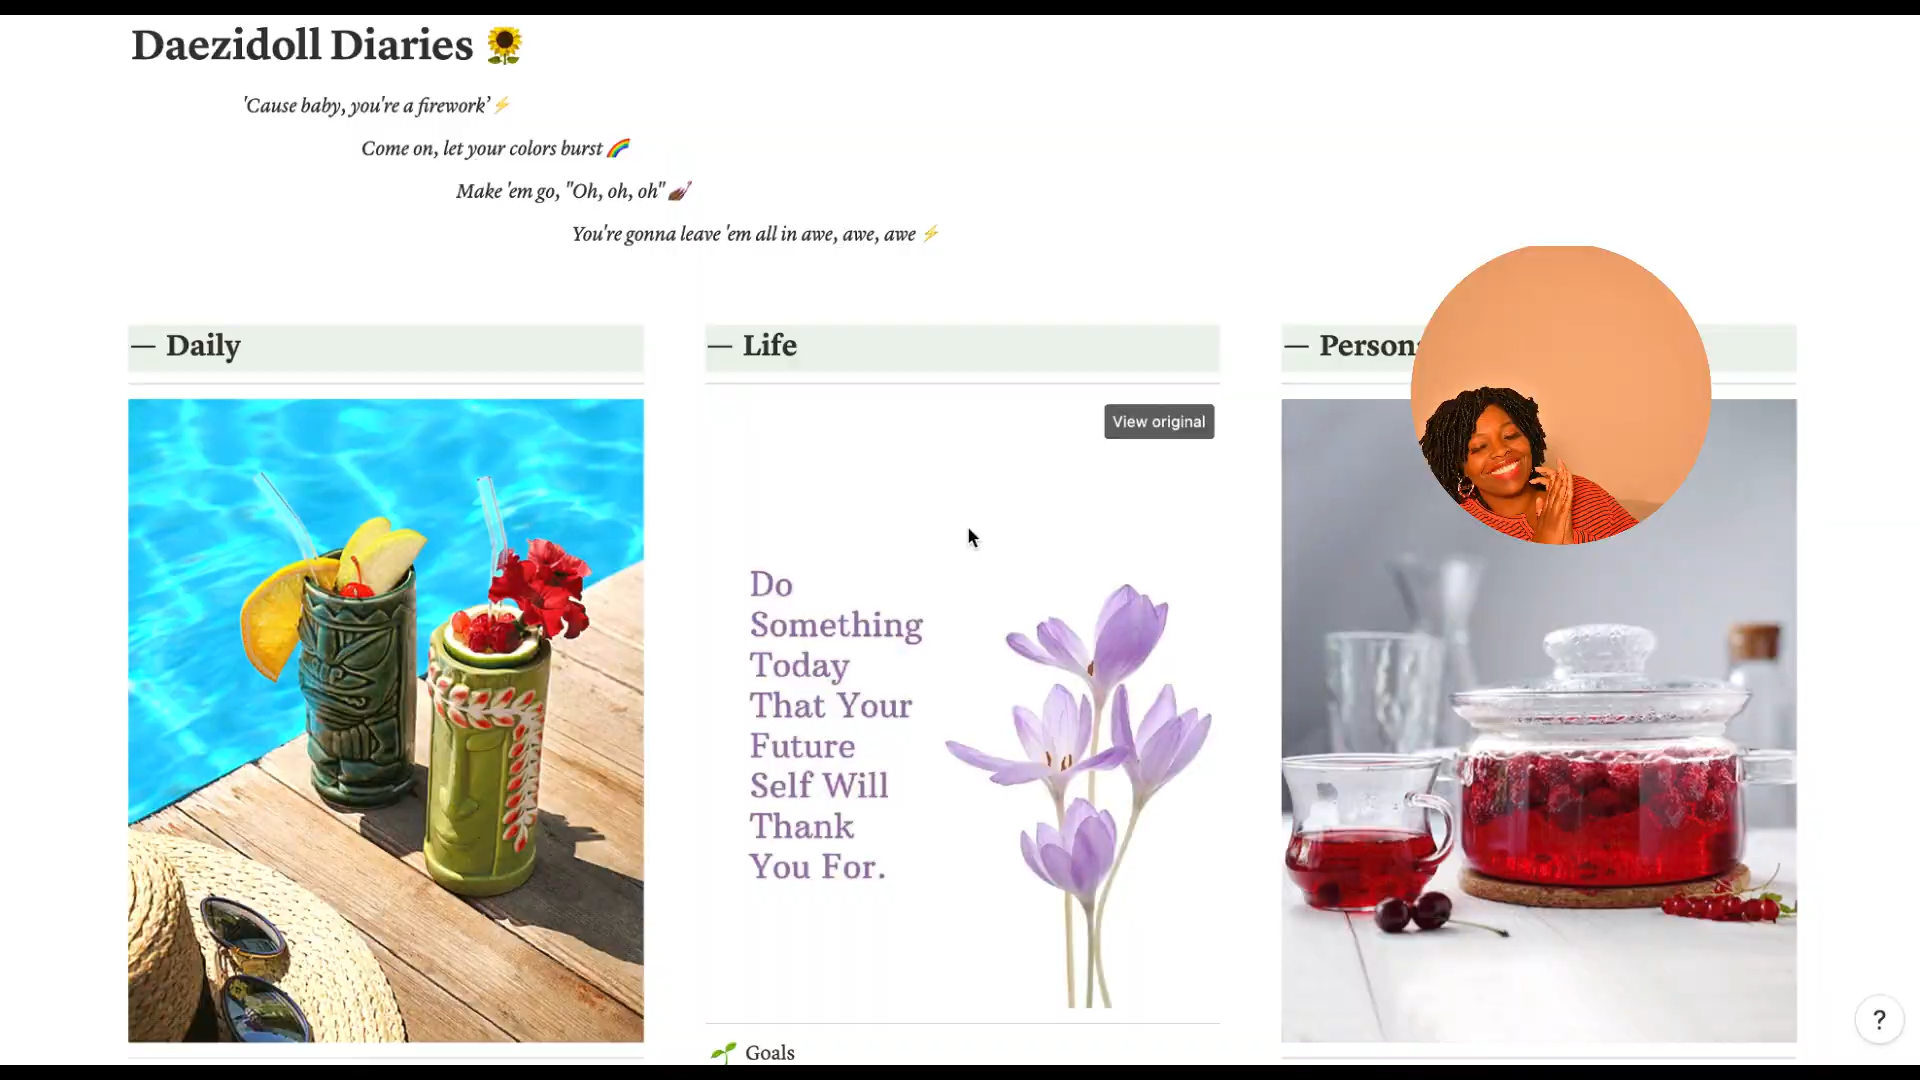 Daezidoll Diaries 🌻
'Cause baby, you're a firework’⚡
Come on, let your colors burst 🌈
Make 'em go, "Oh, oh, oh" 💅🏾
You're gonna leave 'em all in awe, awe, awe ⚡
— Daily
— Life
— Persona
View original
Do
Something
Today
That Your
Future
Self Will
Thank
You For.
🌱 Goals
?